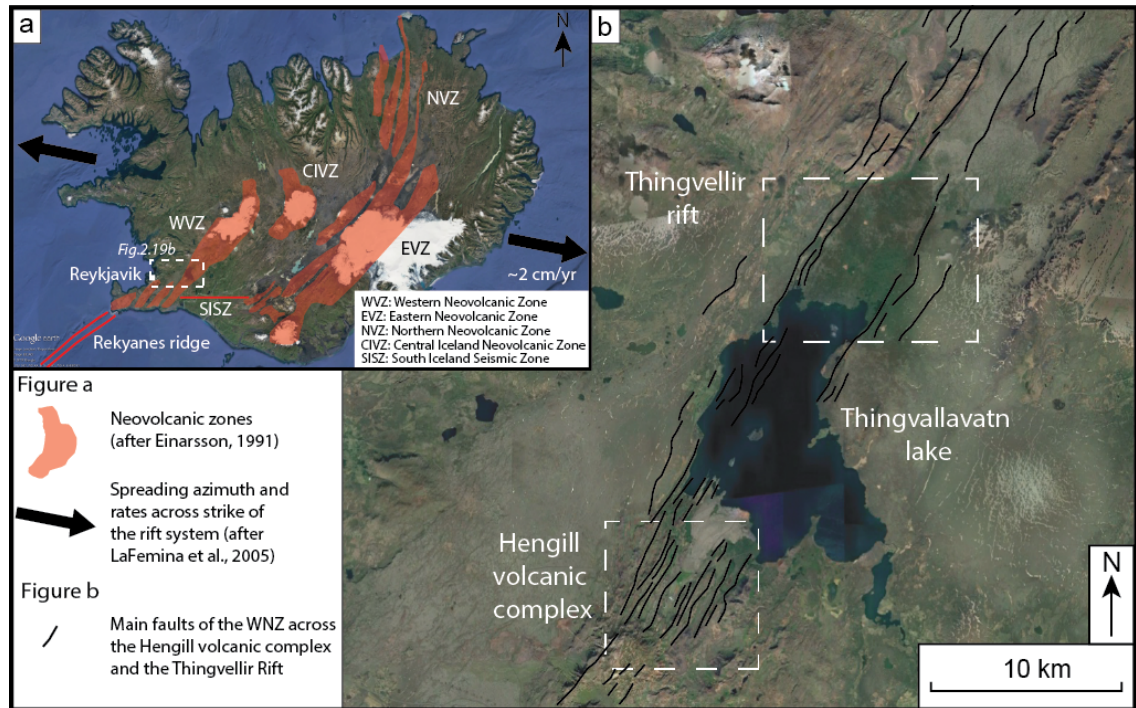 a
N
NVZ
CIVZ
WVZ
Fig.2.19b
Reykjavik
EVZ
~2 cm/yr
SISZ
Rekyanes ridge
Google earth
WVZ: Western Neovolcanic Zone
EVZ: Eastern Neovolcanic Zone
NVZ: Northern Neovolcanic Zone
CIVZ: Central Iceland Neovolcanic Zone
SISZ: South Iceland Seismic Zone
Figure a
Neovolcanic zones
(after Einarsson, 1991)
Spreading azimuth and
rates across strike of
the rift system (after
LaFemina et al., 2005)
Figure b
Main faults of the WNZ across
the Hengill volcanic complex
and the Thingvellir Rift
b
Thingvellir
rift
Thingvallavatn
lake
Hengill
volcanic
complex
N
10 km